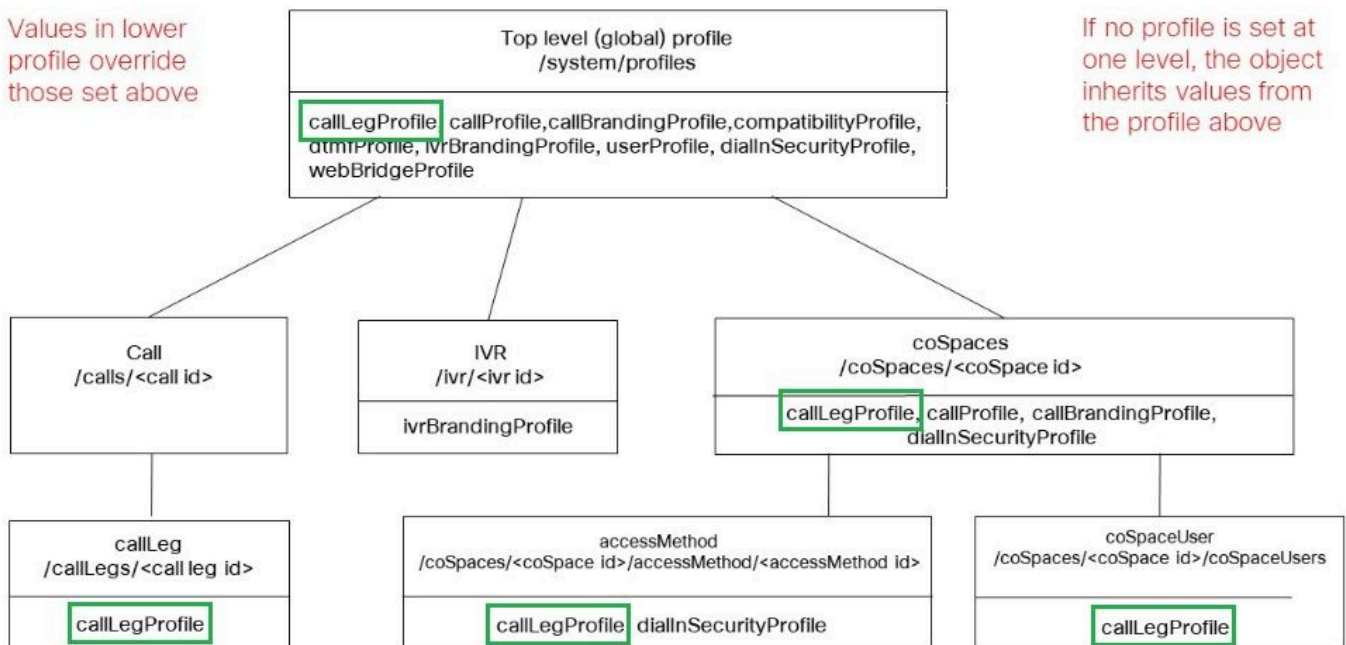 Values in lower
profile override
those set above
Top level (global) profile
/system/profiles
If no profile is set at
one level, the object
inherits values from
the profile above
callLegProfile, callProfile,callBrandingProfile,compatibilityProfile,
dtmfProfile, ivrBrandingProfile, userProfile, dialInSecurityProfile,
webBridgeProfile
Call
/calls/<call id>
IVR
/ivr/<ivr id>
ivrBrandingProfile
coSpaces
/coSpaces/<coSpace id>
callLegProfile, callProfile, callBrandingProfile,
dialInSecurityProfile
callLeg
/callLegs/<call leg id>
callLegProfile
accessMethod
/coSpaces/<coSpace id>/accessMethod/<accessMethod id>
callLegProfile dialInSecurityProfile
coSpaceUser
/coSpaces/<coSpace id>/coSpaceUsers
callLegProfile